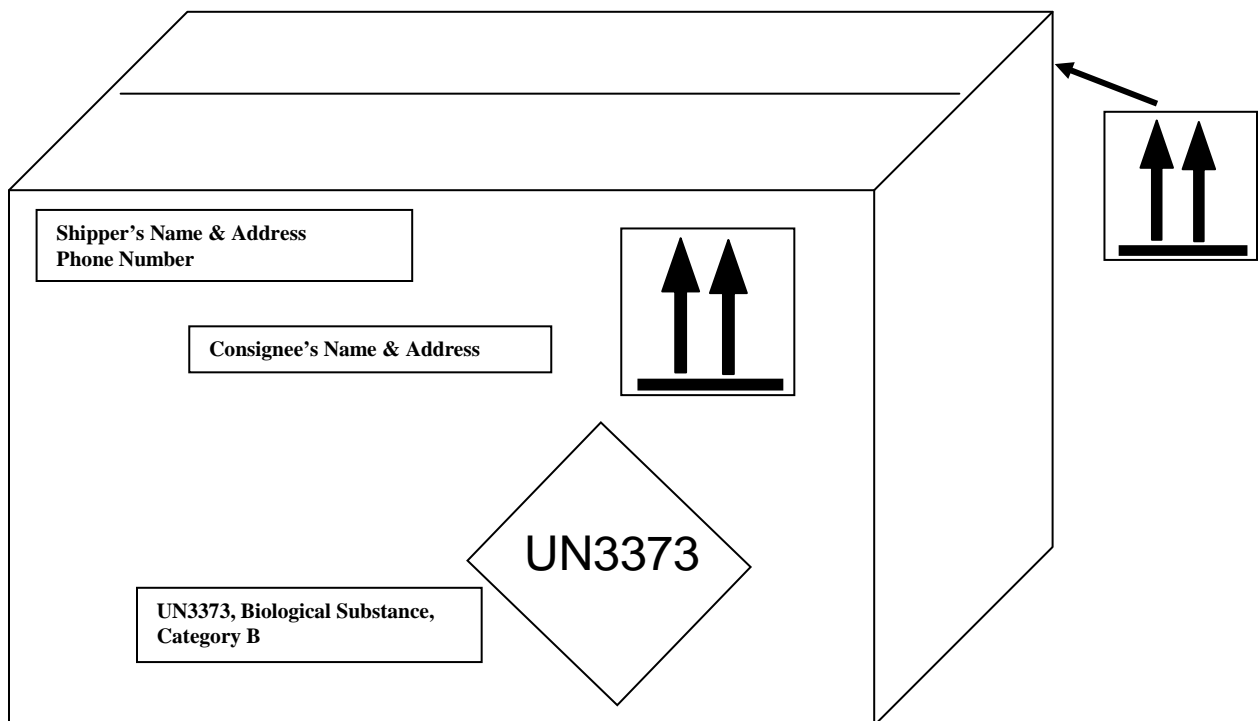 Shipper’s Name & Address
Phone Number
Consignee’s Name & Address
UN3373
UN3373, Biological Substance,
Category B